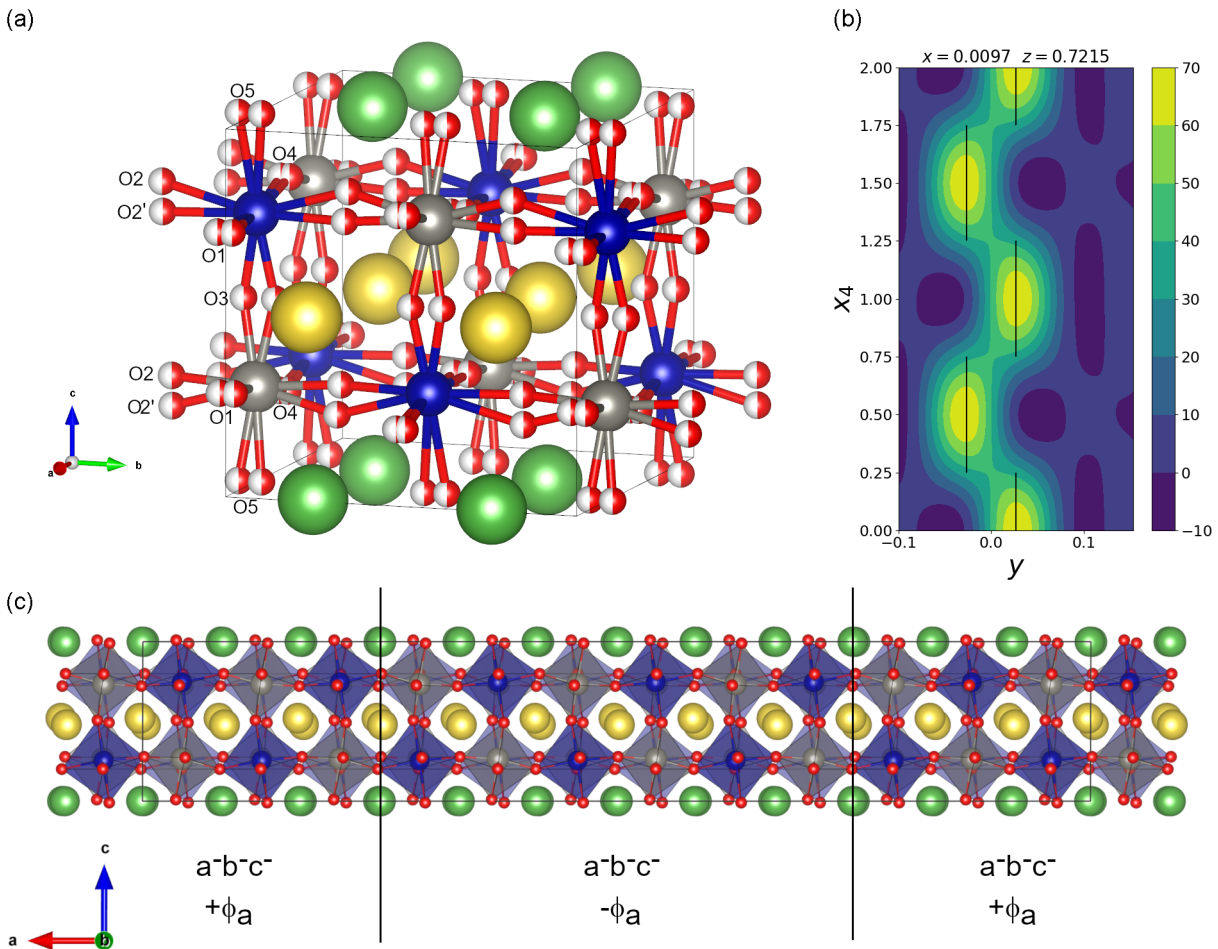 (a)
O5
O4
O2
O2'
O1
O3
O2
O2'
O1
O4
O5
c
b
a
(b)
x = 0.0097 z = 0.7215
2.00
1.75
1.50
1.25
1.00
0.75
0.50
0.25
0.00
x₄
-0.1
0.0
0.1
y
70
60
50
40
30
20
10
0
−10
(c)
a⁻b⁻c⁻
+ϕₐ
a⁻b⁻c⁻
-ϕₐ
a⁻b⁻c⁻
+ϕₐ
c
a
b